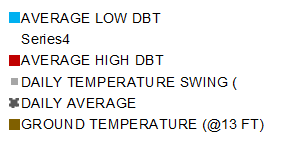 AVERAGE LOW DBT
Series4
AVERAGE HIGH DBT
DAILY TEMPERATURE SWING (
DAILY AVERAGE
GROUND TEMPERATURE (@13 FT)